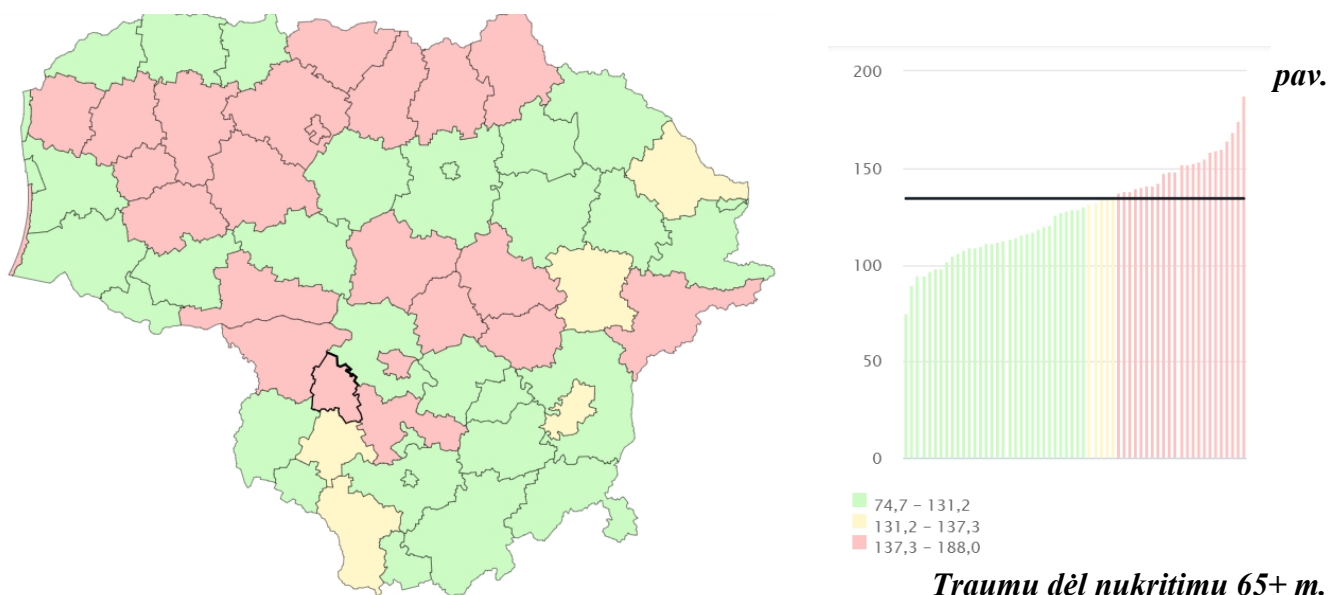 200
pav.
150
100
50
0
74,7 – 131,2
131,2 – 137,3
137,3 – 188,0
Traumu dėl nukritimu 65+ m.